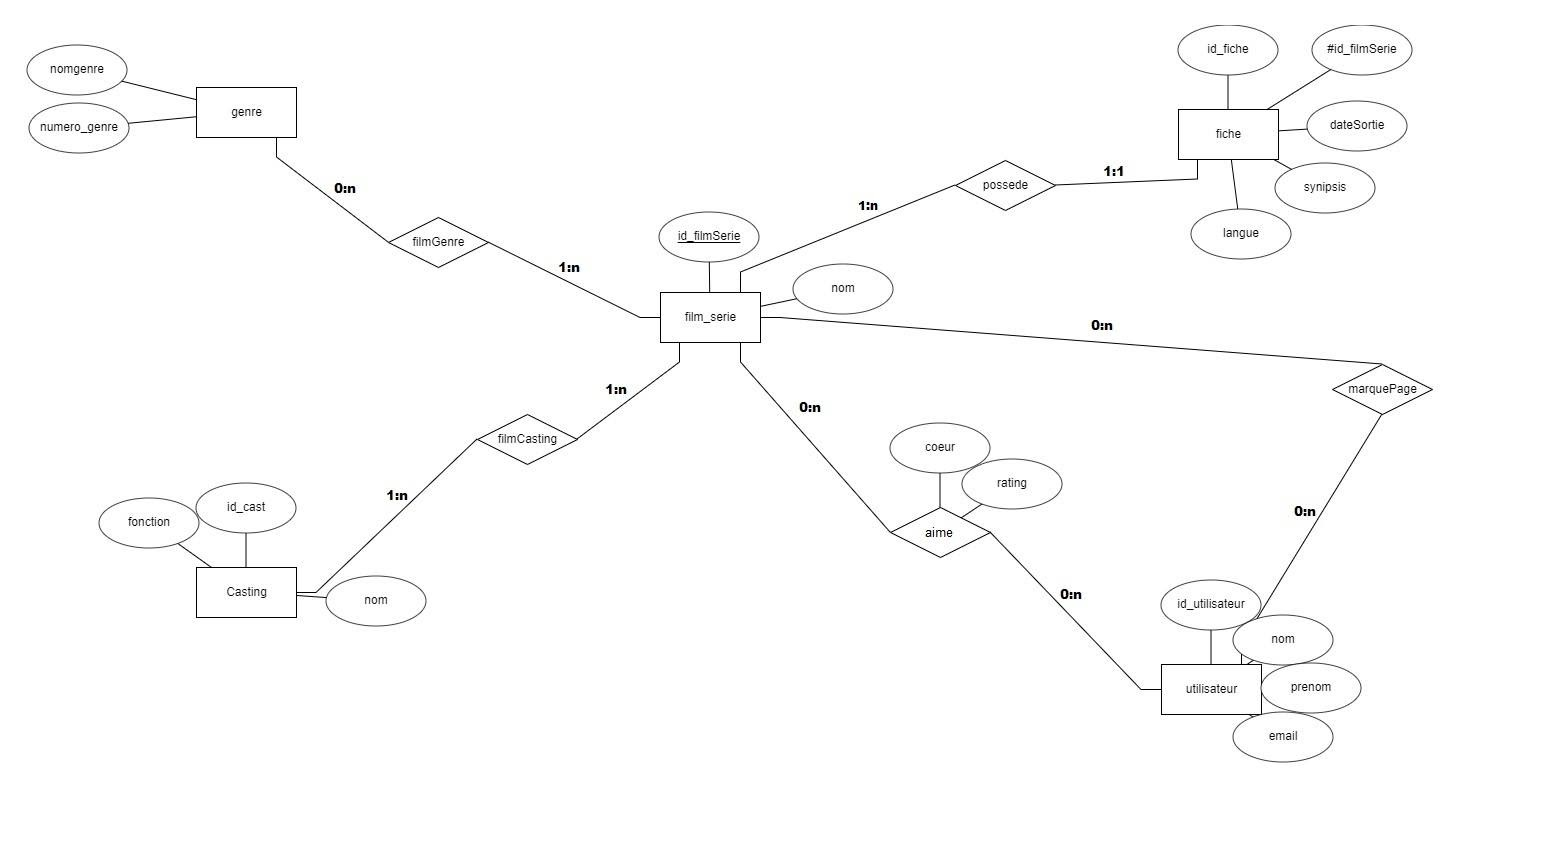 id_fiche
#id_filmSerie
nomgenre
genre
numero_genre
dateSortie
fiche
1:1
possede
0:n
synipsis
1:n
id_filmSerie
langue
filmGenre
1:n
nom
film_serie
0:n
1:n
marquePage
0:n
filmCasting
coeur
rating
1:n
id_cast
fonction
0:n
aime
Casting
nom
0:n
id_utilisateur
nom
utilisateur
prenom
email